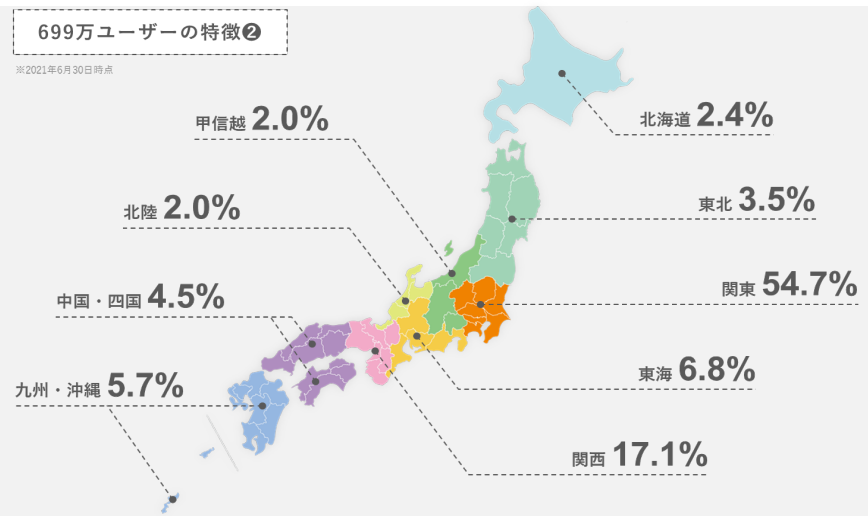 699万ユーザーの特徴❷
※2021年6月30日時点
甲信越 2.0%
北海道 2.4%
北陸 2.0%
東北 3.5%
中国・四国 4.5%
関東 54.7%
九州・沖縄 5.7%
東海 6.8%
関西 17.1%